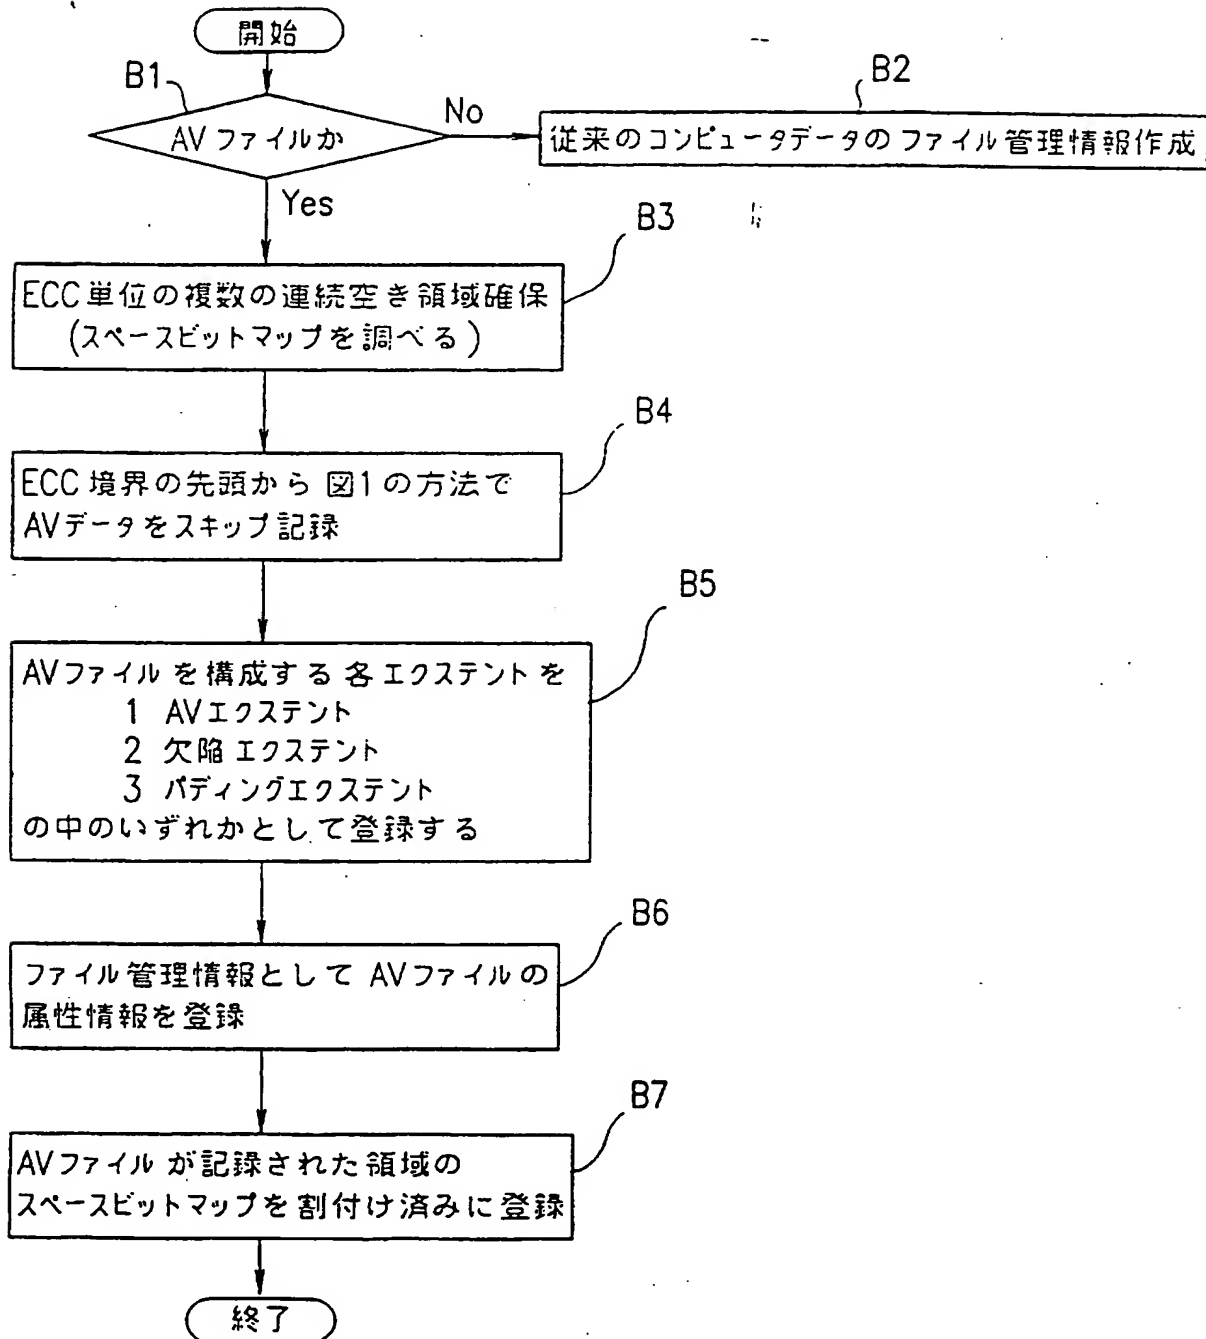 開始
B1
AVファイルか
No
B2
従来のコンピュータデータのファイル管理情報作成
Yes
B3
ECC単位の複数の連続空き領域確保
(スペースビットマップを調べる)
B4
ECC境界の先頭から図1の方法で
AVデータをスキップ記録
B5
AVファイルを構成する各エクステントを
1 AVエクステント
2 欠陥エクステント
3 パディングエクステント
の中のいずれかとして登録する
B6
ファイル管理情報としてAVファイルの
属性情報を登録
B7
AVファイルが記録された領域の
スペースビットマップを割付け済みに登録
終了